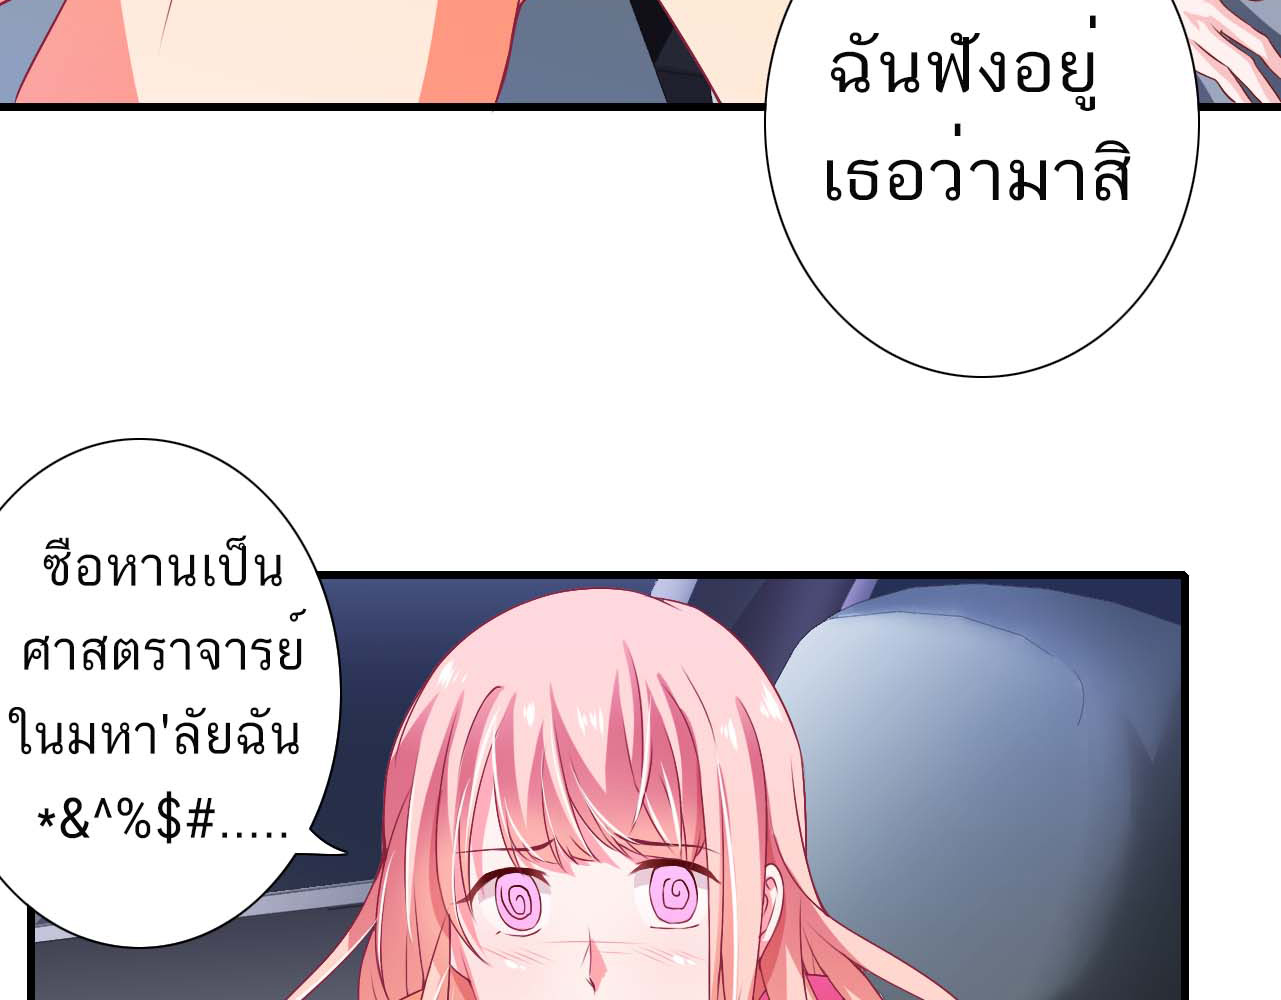 ฉันฟังอยู่
เธอว่ามาสิ
ซือหานเป็น
ศาสตราจารย์
ในมหา'ลัยฉัน
*&^%$#.....